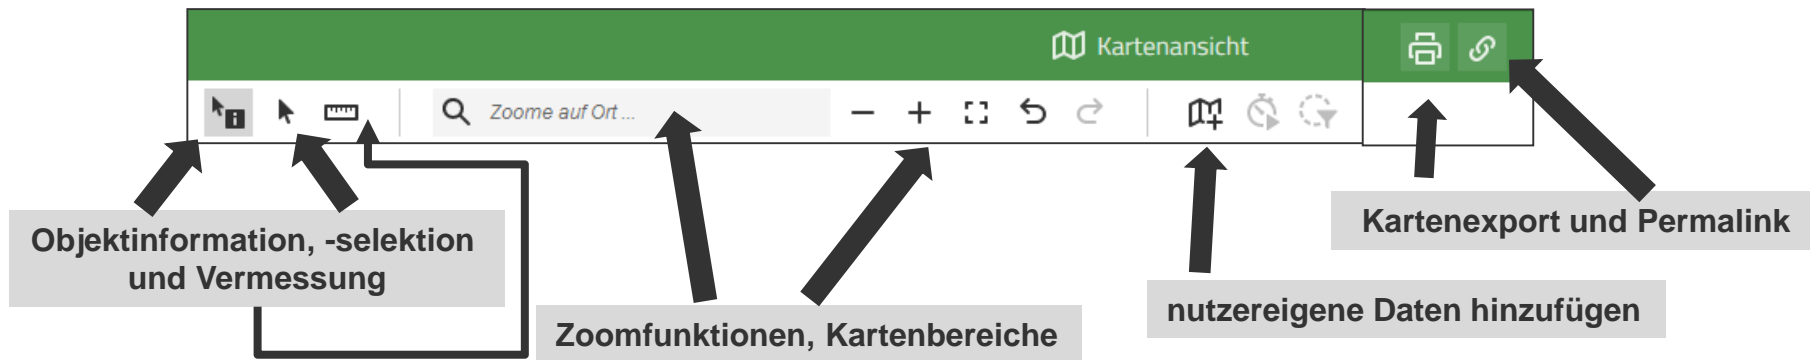 Kartenansicht
Zoome auf Ort ...
Objektinformation, -selektion
und Vermessung
Zoomfunktionen, Kartenbereiche
nutzereigene Daten hinzufügen
Kartenexport und Permalink